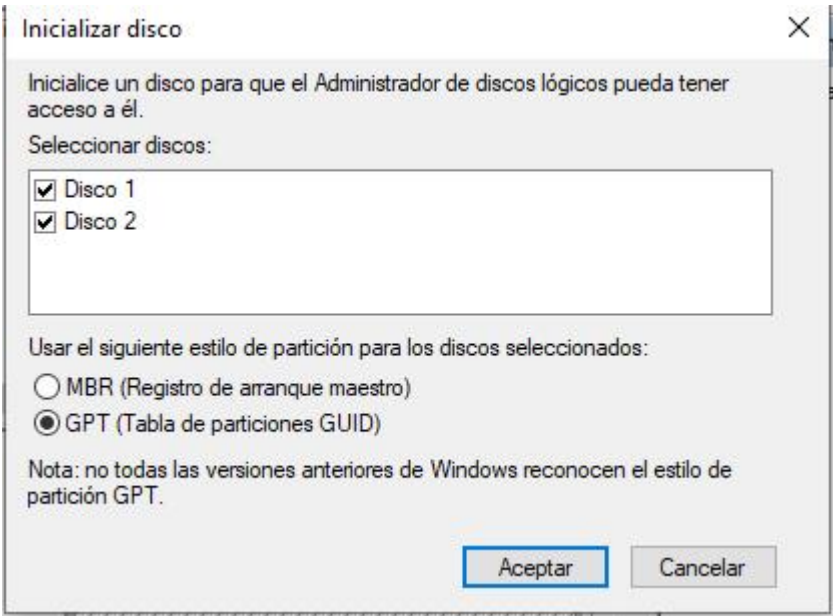 Inicializar disco
Inicialice un disco para que el Administrador de discos lógicos pueda tener
acceso a él.
Seleccionar discos:
Disco 1
Disco 2
Usar el siguiente estilo de partición para los discos seleccionados:
MBR (Registro de arranque maestro)
GPT (Tabla de particiones GUID)
Nota: no todas las versiones anteriores de Windows reconocen el estilo de
partición GPT.
Aceptar
Cancelar